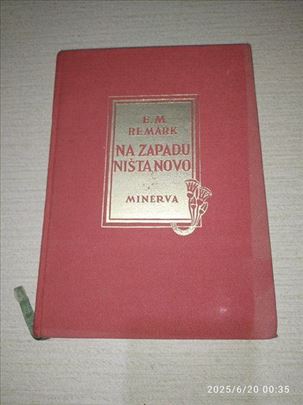 E. M
REMARK
NA ZAPADU
NIŠTA NOVO
MINERVA
2025/6/20 00:35